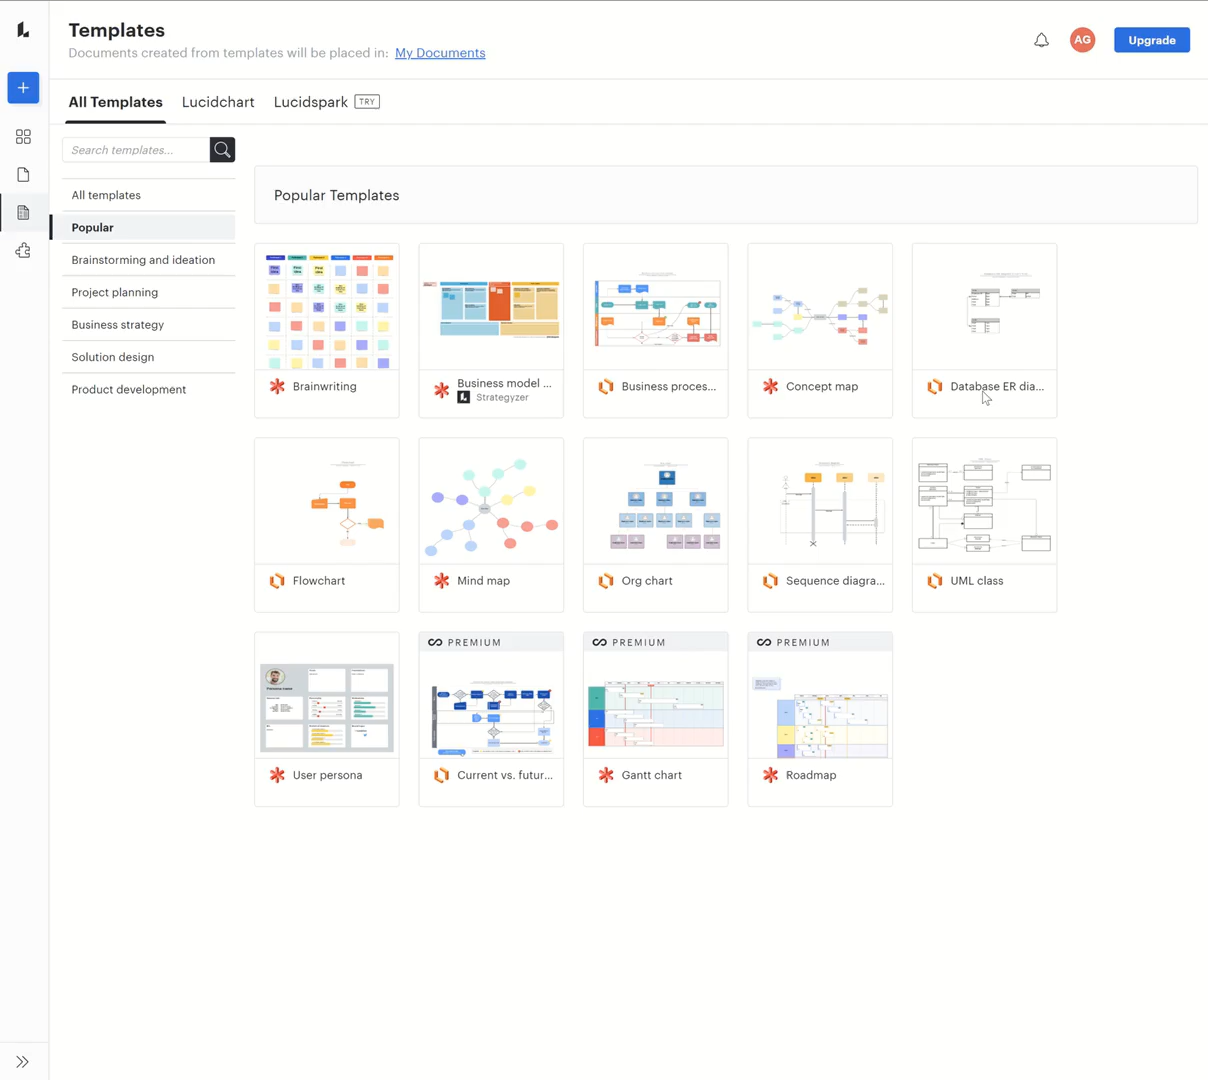 Templates
Documents created from templates will be placed in: My Documents
AG
Upgrade
All Templates
Lucidchart
Lucidspark
TRY
Search templates...
All templates
Popular
Brainstorming and ideation
Project planning
Business strategy
Solution design
Product development
Popular Templates
Brainwriting
Business model ...
Strategyzer
Business proces...
Concept map
Database ER dia...
Flowchart
Mind map
Org chart
Sequence diagra...
UML class
User persona
PREMIUM
Current vs. futur...
PREMIUM
Gantt chart
PREMIUM
Roadmap